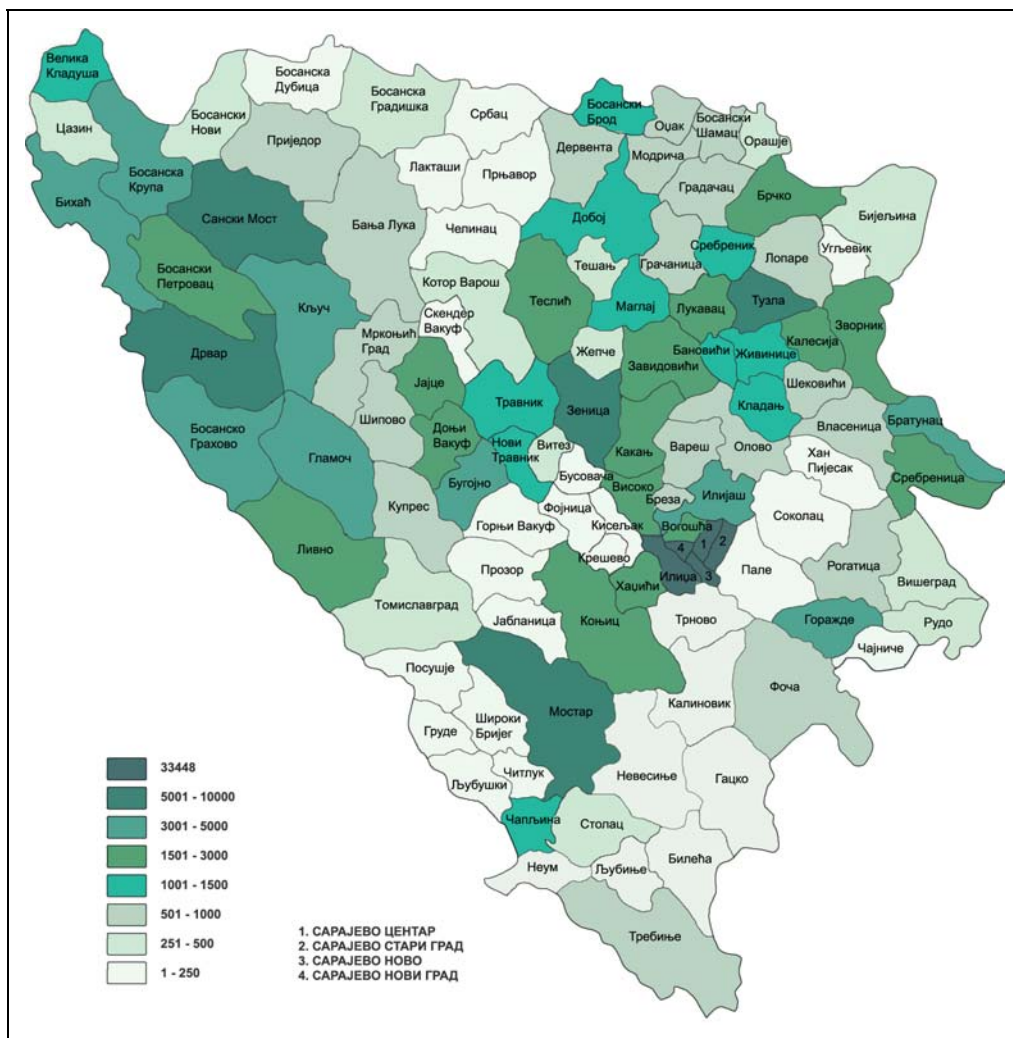 Велика
Кладуша
Цазин
Босански
Нови
Босанска
Дубица
Босанска
Градишка
Србац
Босански
Брод
Оџак
Босански
Шамац
Орашје
Приједор
Лакташи
Прњавор
Дервента
Модрича
Градачац
Брчко
Бијељина
Босанска
Крупа
Бихаћ
Сански Мост
Бања Лука
Челинац
Добој
Грачаница
Сребреник
Лопаре
Угљевик
Босански
Петровац
Кључ
Котор Варош
Тешањ
Теслић
Маглај
Лукавац
Тузла
Зворник
Скендер
Вакуф
Мркоњић
Град
Дрвар
Жепче
Завидовићи
Бановићи
Живинице
Калесија
Јајце
Шековићи
Шипово
Травник
Зеница
Кладањ
Братунац
Босанско
Грахово
Доњи
Вакуф
Власеница
Гламоч
Нови
Травник
Витез
Какањ
Вареш
Олово
Хан
Пијесак
Бугојно
Бусовача
Високо
Бреза
Илијаш
Сребреница
Купрес
Горњи Вакуф
Фојница
Кисељак
Вогошћа
Соколац
Ливно
Крешево
4
1
2
3
Илиџа
Прозор
Хаџићи
Пале
Рогатица
Вишеград
Томиславград
Јабланица
Коњиц
Трново
Горажде
Рудо
Чајниче
Посушје
Мостар
Калиновик
Фоча
Груде
Широки
Бријег
Читлук
Љубушки
Невесиње
Гацко
Чапљина
Столац
Неум
Љубиње
Билећа
Требиње
33448
5001 - 10000
3001 - 5000
1501 - 3000
1001 - 1500
501 - 1000
251 - 500
1 - 250
1. САРАЈЕВО ЦЕНТАР
2. САРАЈЕВО СТАРИ ГРАД
3. САРАЈЕВО НОВО
4. САРАЈЕВО НОВИ ГРАД